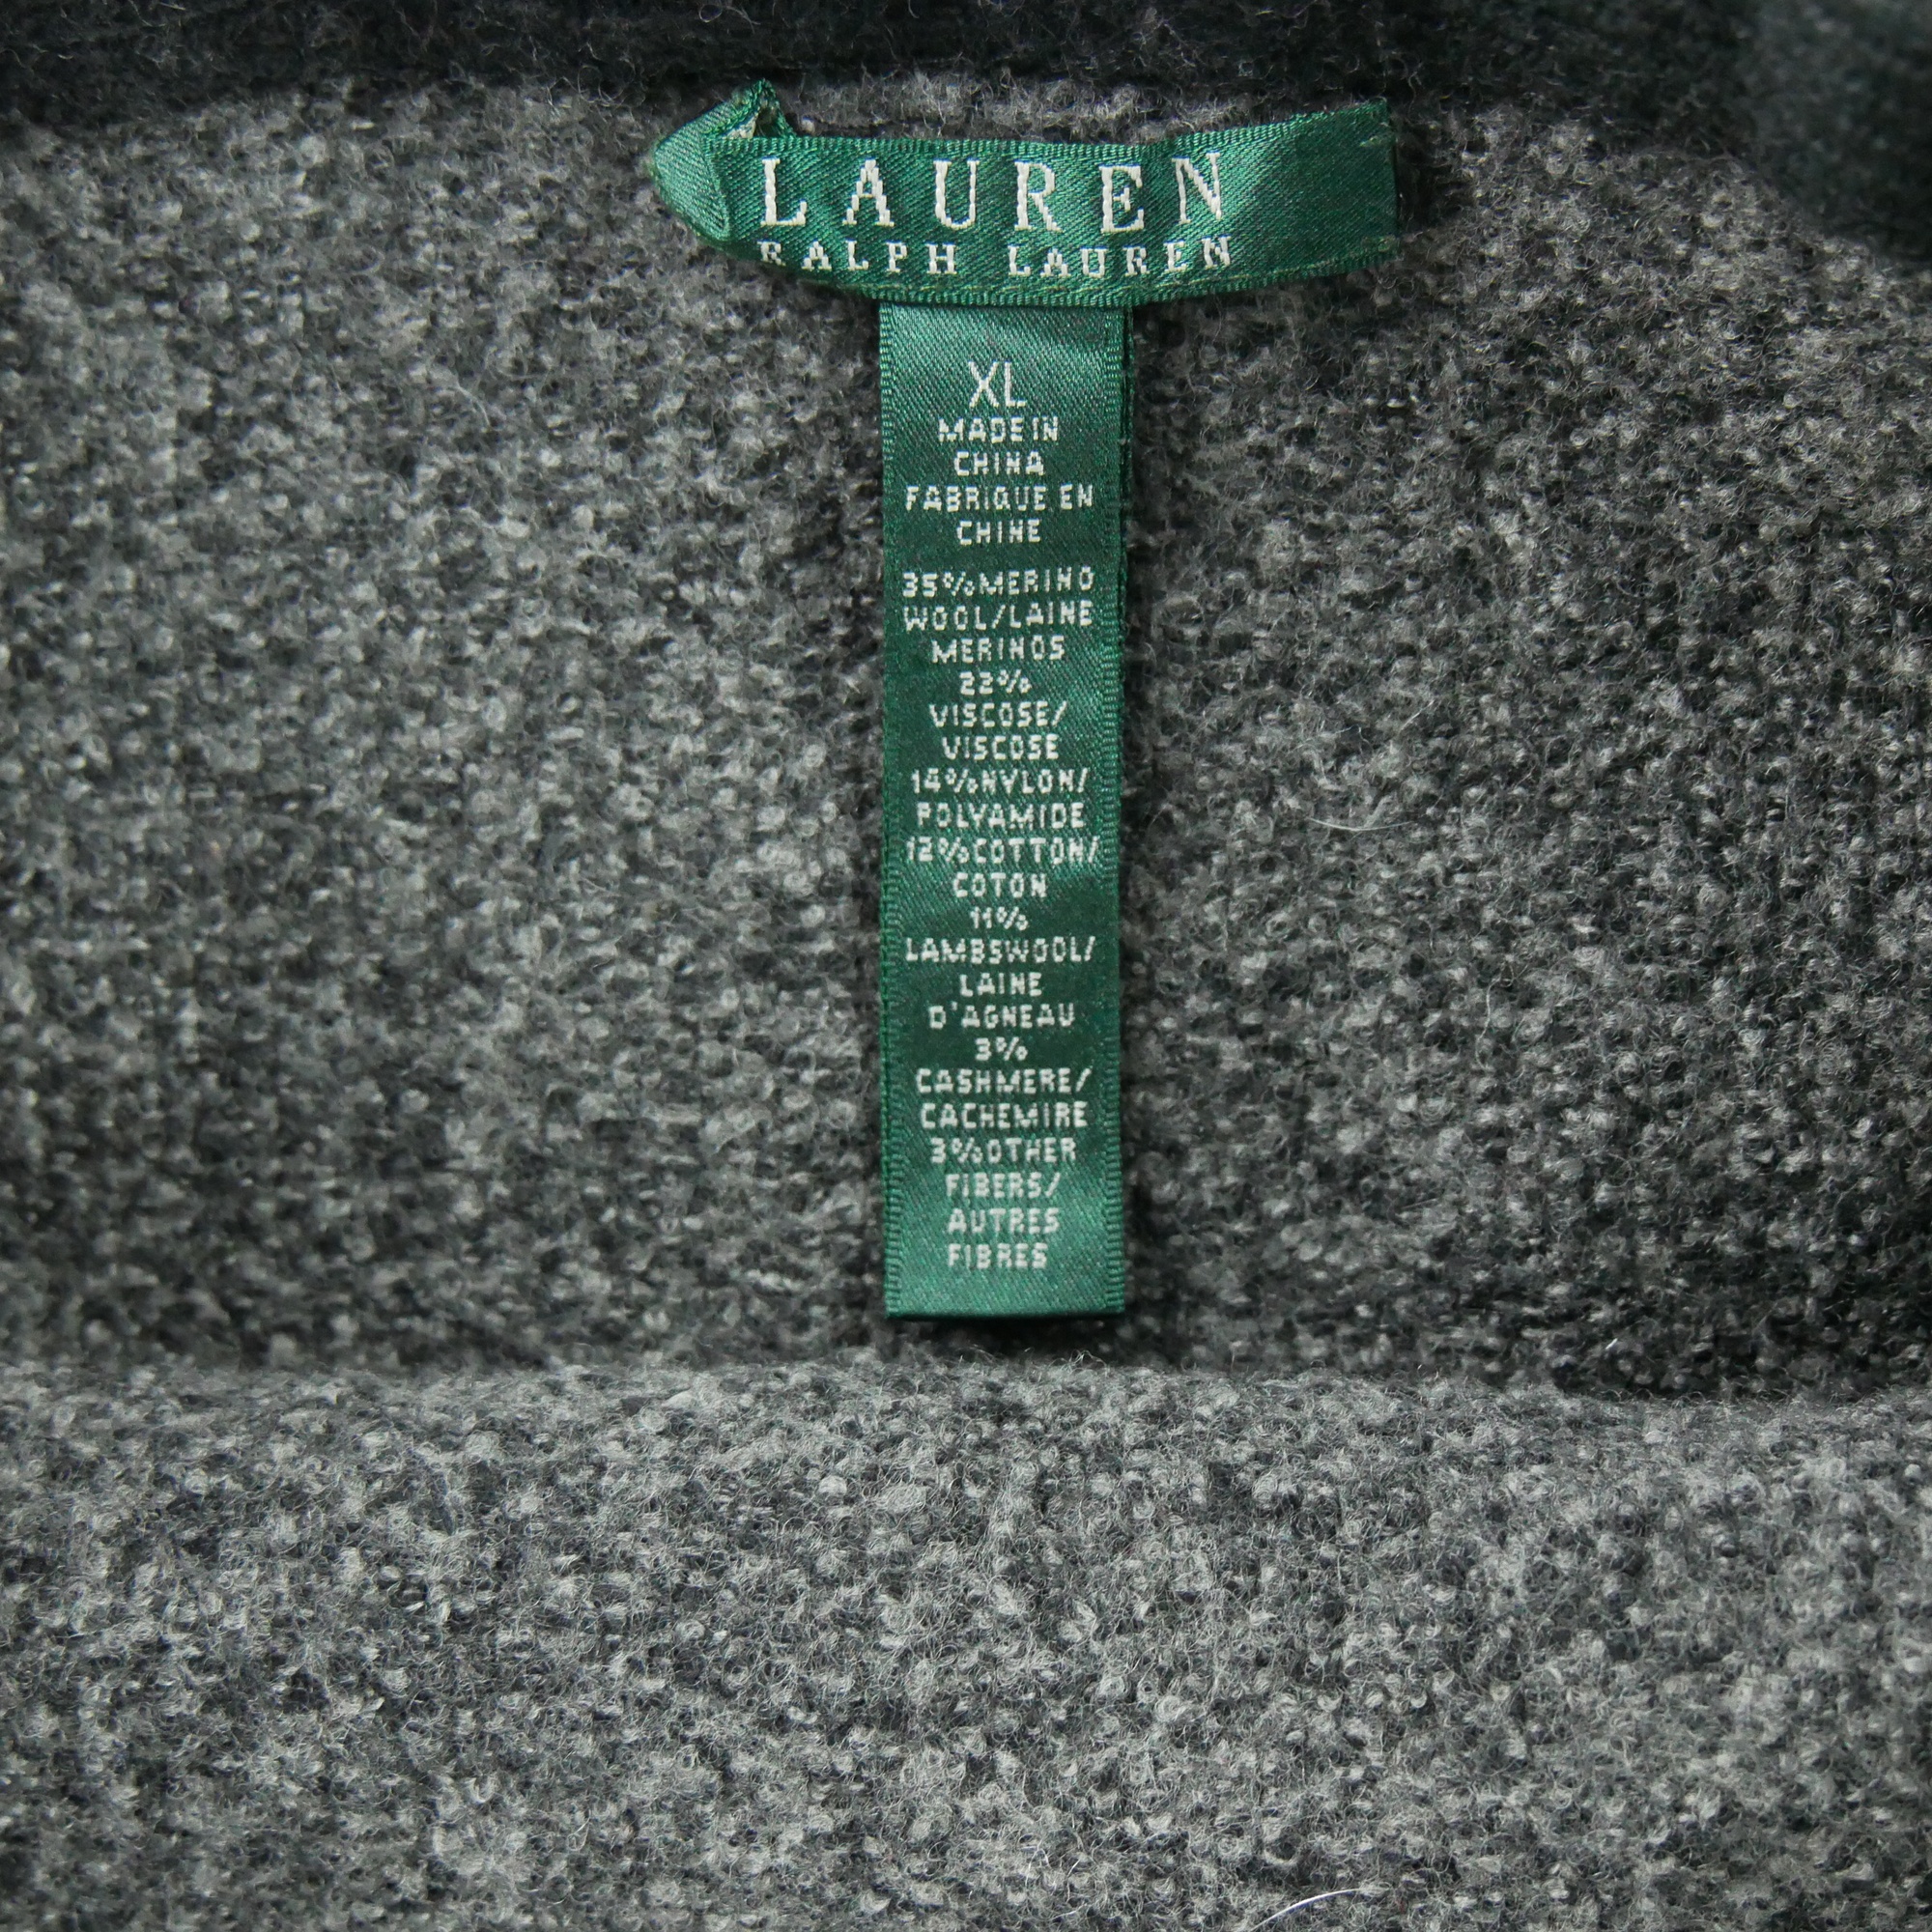 LAUREN
RALPH LAUREN
XL
MADE IN
CHINA
FABRIQUE EN
CHINE
35%MERINO
WOOL/LAINE
MERINOS
22%
VISCOSE/
VISCOSE
14%NYLON/
POLYAMIDE
12%COTTON/
COTON
11%
LAMBSWOOL/
LAINE
D'AGNEAU
3%
CASHMERE/
CACHEMIRE
3%OTHER
FIBERS/
AUTRES
FIBRES